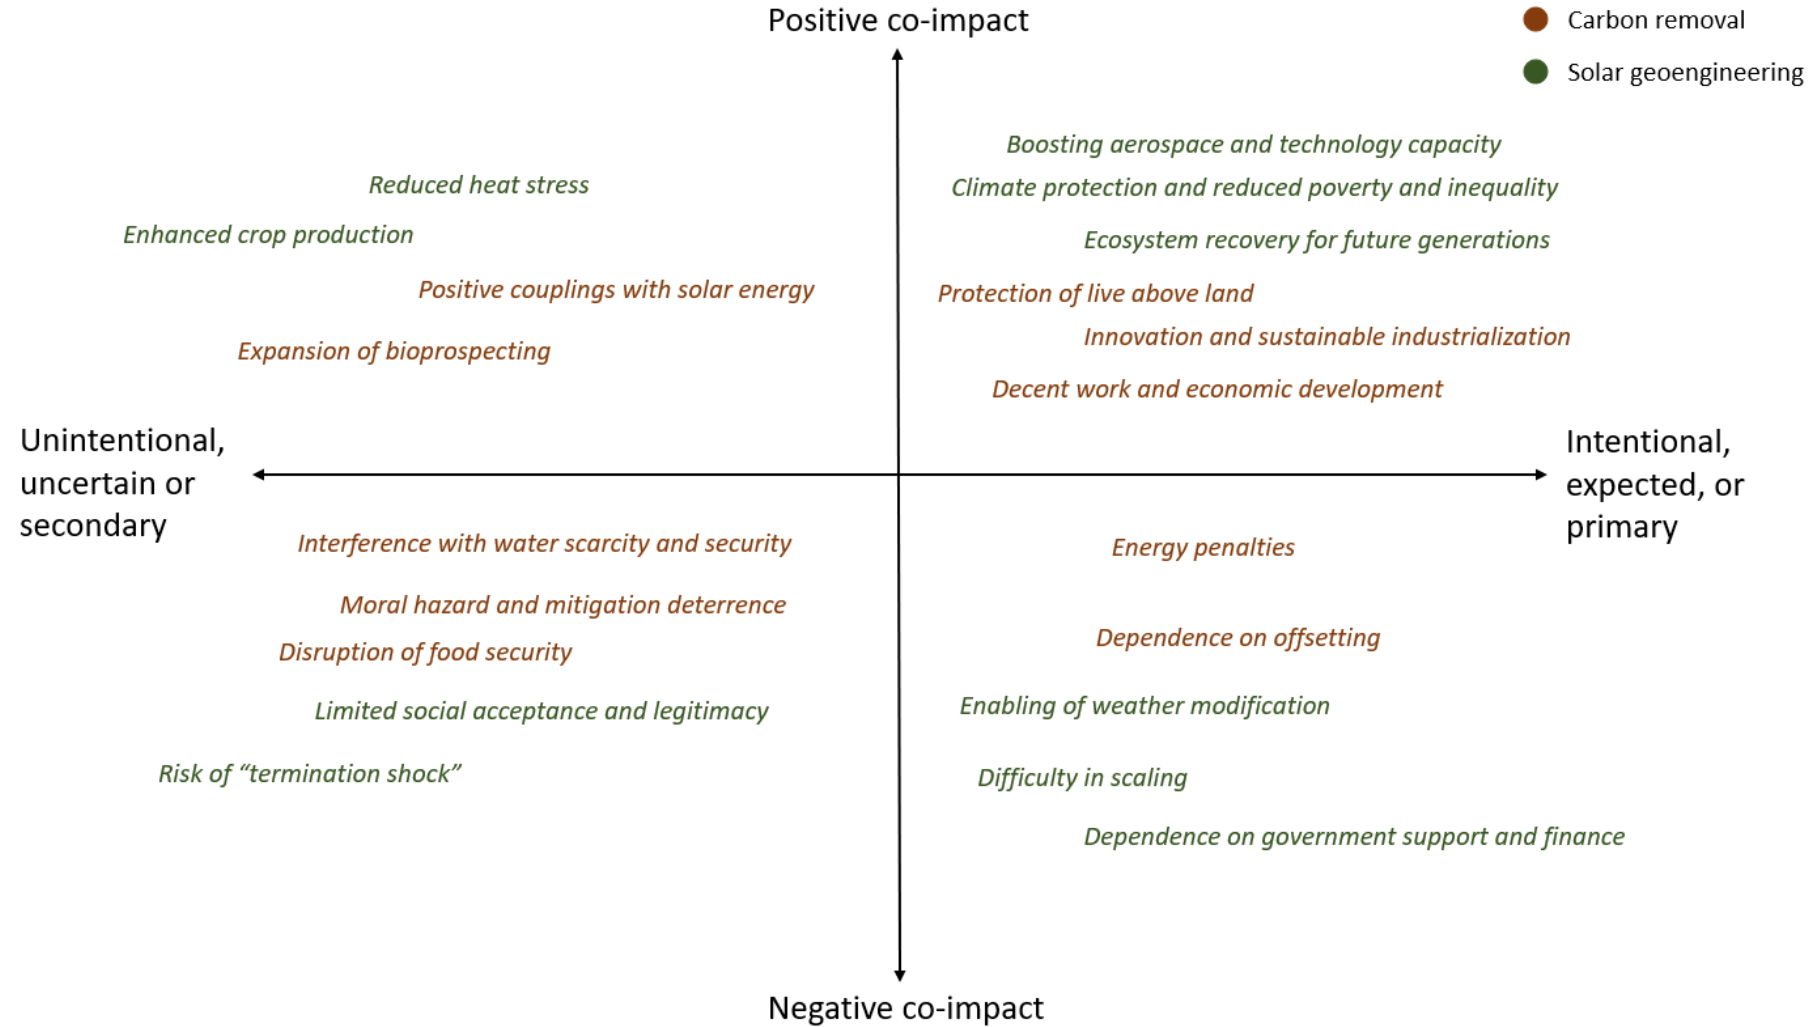 Positive co-impact
Carbon removal
Solar geoengineering
Boosting aerospace and technology capacity
Reduced heat stress
Climate protection and reduced poverty and inequality
Enhanced crop production
Ecosystem recovery for future generations
Positive couplings with solar energy
Protection of live above land
Innovation and sustainable industrialization
Expansion of bioprospecting
Decent work and economic development
Unintentional,
uncertain or
secondary
Intentional,
expected, or
primary
Interference with water scarcity and security
Energy penalties
Moral hazard and mitigation deterrence
Dependence on offsetting
Disruption of food security
Enabling of weather modification
Limited social acceptance and legitimacy
Risk of “termination shock”
Difficulty in scaling
Dependence on government support and finance
Negative co-impact